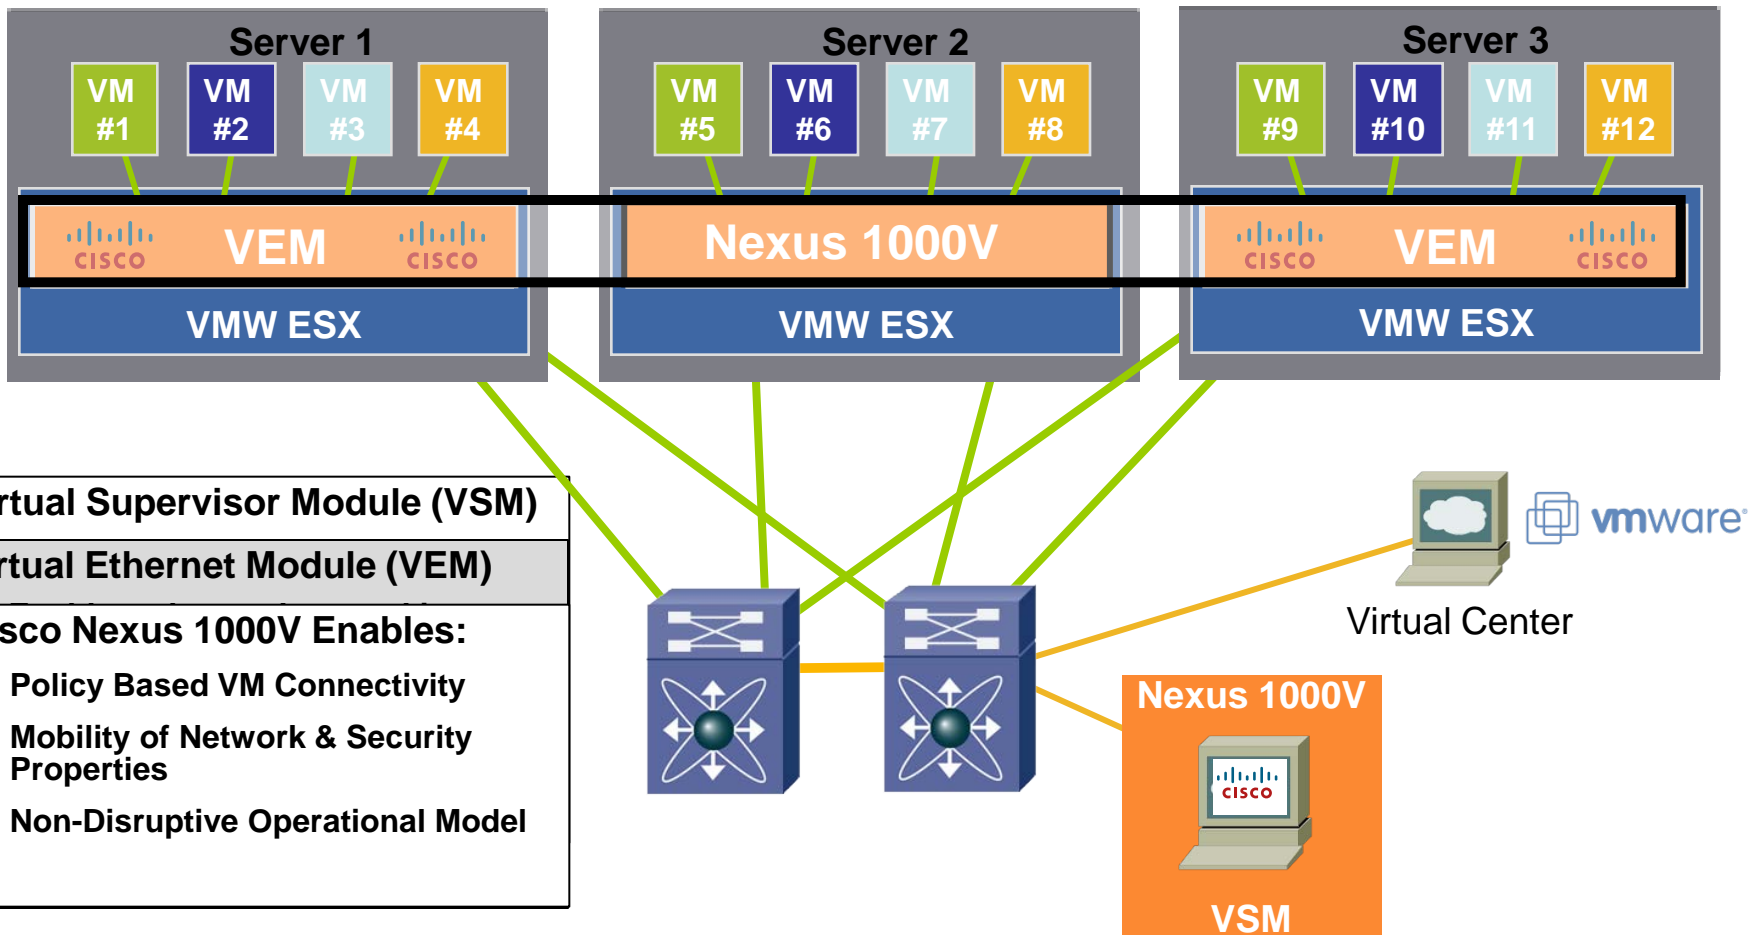 Server 1
VM
#1
VM
#2
VM
#3
VM
#4
CISCO
VEM
CISCO
VMW ESX
Server 2
VM
#5
VM
#6
VM
#7
VM
#8
Nexus 1000V
VMW ESX
Server 3
VM
#9
VM
#10
VM
#11
VM
#12
CISCO
VEM
CISCO
VMW ESX
rtual Supervisor Module (VSM)
rtual Ethernet Module (VEM)
isco Nexus 1000V Enables:
Policy Based VM Connectivity
Mobility of Network & Security
Properties
Non-Disruptive Operational Model
vmware
Virtual Center
Nexus 1000V
CISCO
VSM